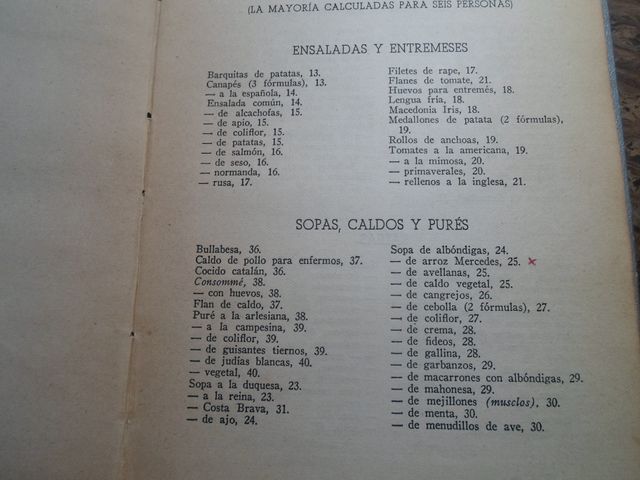 (LA MAYORÍA CALCULADAS PARA SEIS PERSONAS)
ENSALADAS Y ENTREMESES
Barquitas de patatas, 13.
Canapés (3 fórmulas), 13.
— a la española, 14.
Ensalada común, 14.
— de alcachofas, 15.
— de apio, 15.
— de coliflor, 15.
— de patatas, 15.
— de salmón, 16.
— de seso, 16.
— normanda, 16.
— rusa, 17.
Filetes de rape, 17.
Flanes de tomate, 21.
Huevos para entremés, 18.
Lengua fría, 18.
Macedonia Iris, 18.
Medallones de patata (2 fórmulas),
19.
Rollos de anchoas, 19.
Tomates a la americana, 19.
— a la mimosa, 20.
— primaverales, 20.
— rellenos a la inglesa, 21.
SOPAS, CALDOS Y PURÉS
Bullabesa, 36.
Caldo de pollo para enfermos, 37.
Cocido catalán, 36.
Consommé, 38.
— con huevos, 38.
Flan de caldo, 37.
Puré a la arlesiana, 38.
— a la campesina, 39.
— de coliflor, 39.
— de guisantes tiernos, 39.
— de judías blancas, 40.
— vegetal, 40.
Sopa a la duquesa, 23.
— a la reina, 23.
— Costa Brava, 31.
— de ajo, 24.
Sopa de albóndigas, 24.
— de arroz Mercedes, 25. x
— de avellanas, 25.
— de caldo vegetal, 25.
— de cangrejos, 26.
— de cebolla (2 fórmulas), 27.
— de coliflor, 27.
— de crema, 28.
— de fideos, 28.
— de gallina, 28.
— de garbanzos, 29.
— de macarrones con albóndigas, 29.
— de mahonesa, 29.
— de mejillones (musclos), 30.
— de menta, 30.
— de menudillos de ave, 30.